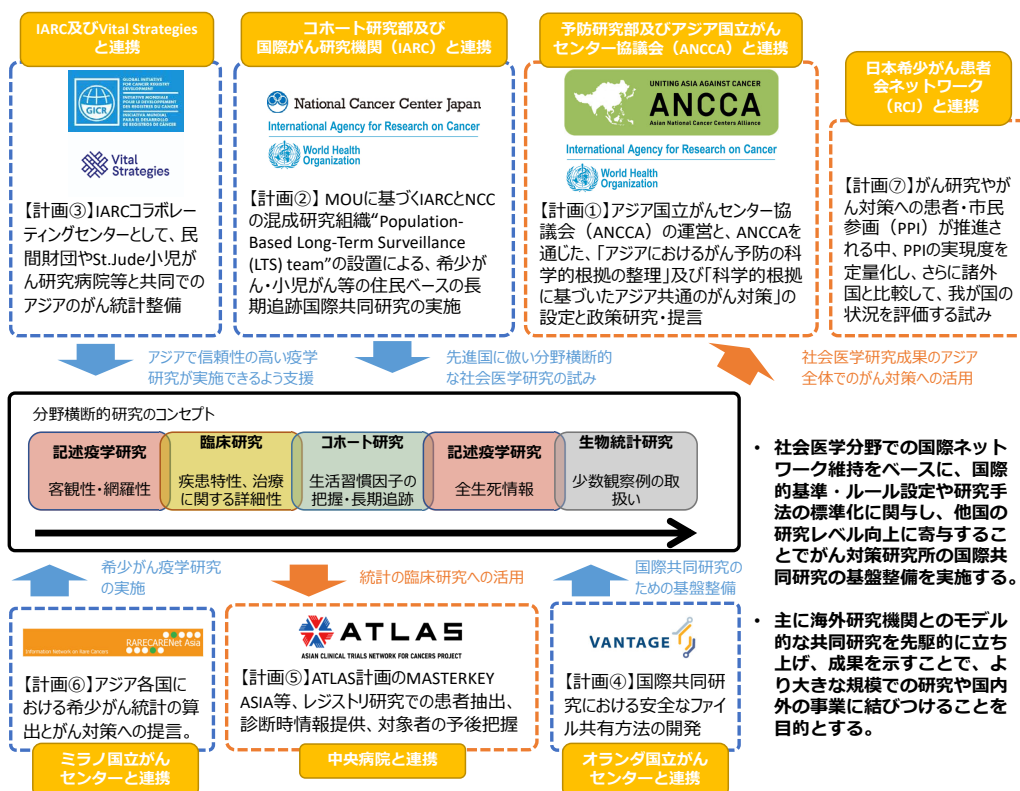 IARC及びVital Strategies
と連携
GLOBAL INITIATIVE
FOR CANCER REGISTRY
DEVELOPMENT
INITIATIVE MONDIALE
POUR LE DEVELOPPEMENT
DES REGISTRES DU CANCER
INICIATIVA MUNDIAL
PARA EL DESARROLLO
DE REGISTROS DE CÁNCER
GICR
Vital
Strategies
【計画③】IARCコラボレー
ティングセンターとして、民
間財団やSt.Jude小児が
ん研究病院等と共同での
アジアのがん統計整備
コホート研究部及び
国際がん研究機関（IARC）と連携
National Cancer Center Japan
International Agency for Research on Cancer
World Health
Organization
【計画②】 MOUに基づくIARCとNCC
の混成研究組織“Population-
Based Long-Term Surveillance
(LTS) team”の設置による、希少が
ん・小児がん等の住民ベースの長
期追跡国際共同研究の実施
予防研究部及びアジア国立がん
センター協議会（ANCCA）と連携
UNITING ASIA AGAINST CANCER
ANCCA
Asian National Cancer Centers Alliance
International Agency for Research on Cancer
World Health
Organization
【計画①】アジア国立がんセンター協
議会（ANCCA）の運営と、ANCCAを
通じた、「アジアにおけるがん予防の科
学的根拠の整理」及び「科学的根拠
に基づいたアジア共通のがん対策」の
設定と政策研究・提言
日本希少がん患者
会ネットワーク
（RCJ）と連携
【計画⑦】がん研究やが
ん対策への患者・市民
参画（PPI）が推進さ
れる中、PPIの実現度を
定量化し、さらに諸外
国と比較して、我が国の
状況を評価する試み
アジアで信頼性の高い疫学
研究が実施できるよう支援
先進国に倣い分野横断的
な社会医学研究の試み
社会医学研究成果のアジア
全体でのがん対策への活用
分野横断的研究のコンセプト
記述疫学研究
客観性・網羅性
臨床研究
疾患特性、治療
に関する詳細性
コホート研究
生活習慣因子の
把握・長期追跡
記述疫学研究
全生死情報
生物統計研究
少数観察例の取
扱い
• 社会医学分野での国際ネット
ワーク維持をベースに、国際
的基準・ルール設定や研究手
法の標準化に関与し、他国の
研究レベル向上に寄与するこ
とでがん対策研究所の国際共
同研究の基盤整備を実施する。
• 主に海外研究機関とのモデル
的な共同研究を先駆的に立ち
上げ、成果を示すことで、よ
り大きな規模での研究や国内
外の事業に結びつけることを
目的とする。
希少がん疫学研究
の実施
統計の臨床研究への活用
国際共同研究の
ための基盤整備
RARECARENet Asia
Information Network on Rare Cancers
【計画⑥】アジア各国に
おける希少がん統計の算
出とがん対策への提言。
ミラノ国立がん
センターと連携
ATLAS
ASIAN CLINICAL TRIALS NETWORK FOR CANCERS PROJECT
【計画⑤】ATLAS計画のMASTERKEY
ASIA等、レジストリ研究での患者抽出、
診断時情報提供、対象者の予後把握
中央病院と連携
VANTAGE
【計画④】国際共同研
究における安全なファイ
ル共有方法の開発
オランダ国立がん
センターと連携